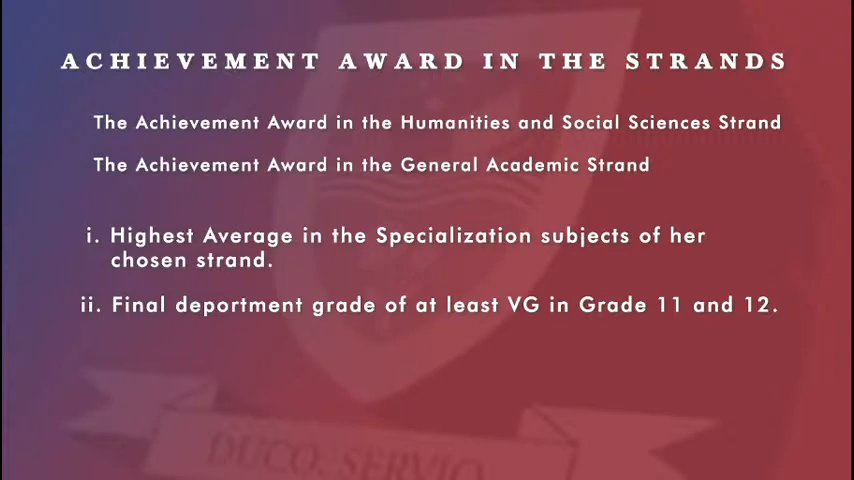 ACHIEVEMENT AWARD IN THE STRANDS
The Achievement Award in the Humanities and Social Sciences Strand
The Achievement Award in the General Academic Strand
i. Highest Average in the Specialization subjects of her
chosen strand.
ii. Final deportment grade of at least VG in Grade 11 and 12.
DUCO, SERVIO